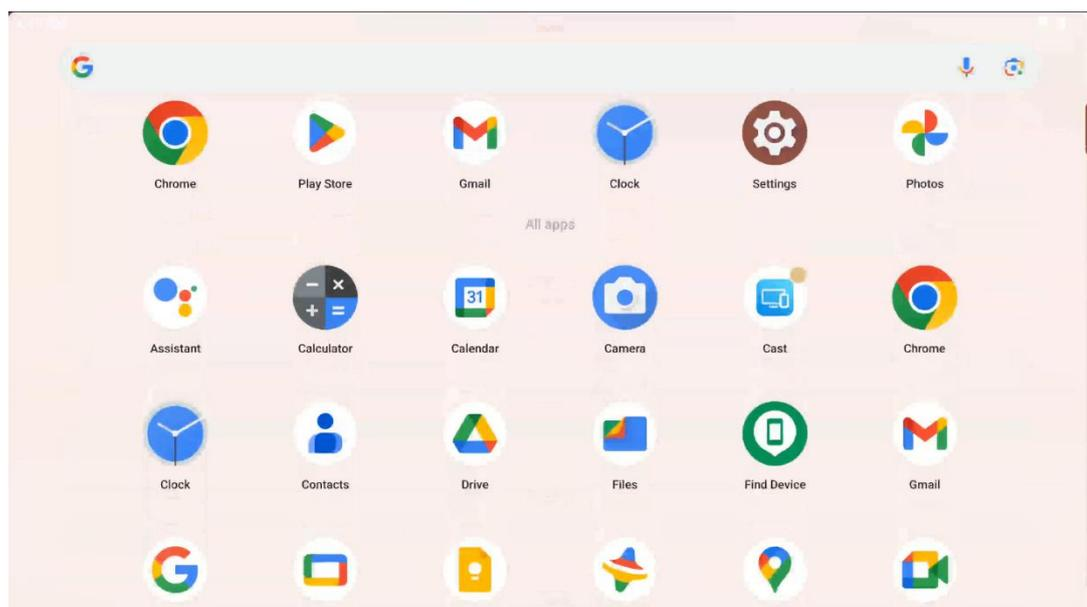 Chrome Play Store Gmail Clock Settings Photos
All apps
31
Assistant Calculator Calendar Camera Cast Chrome
Clock Contacts Drive Files Find Device Gmail